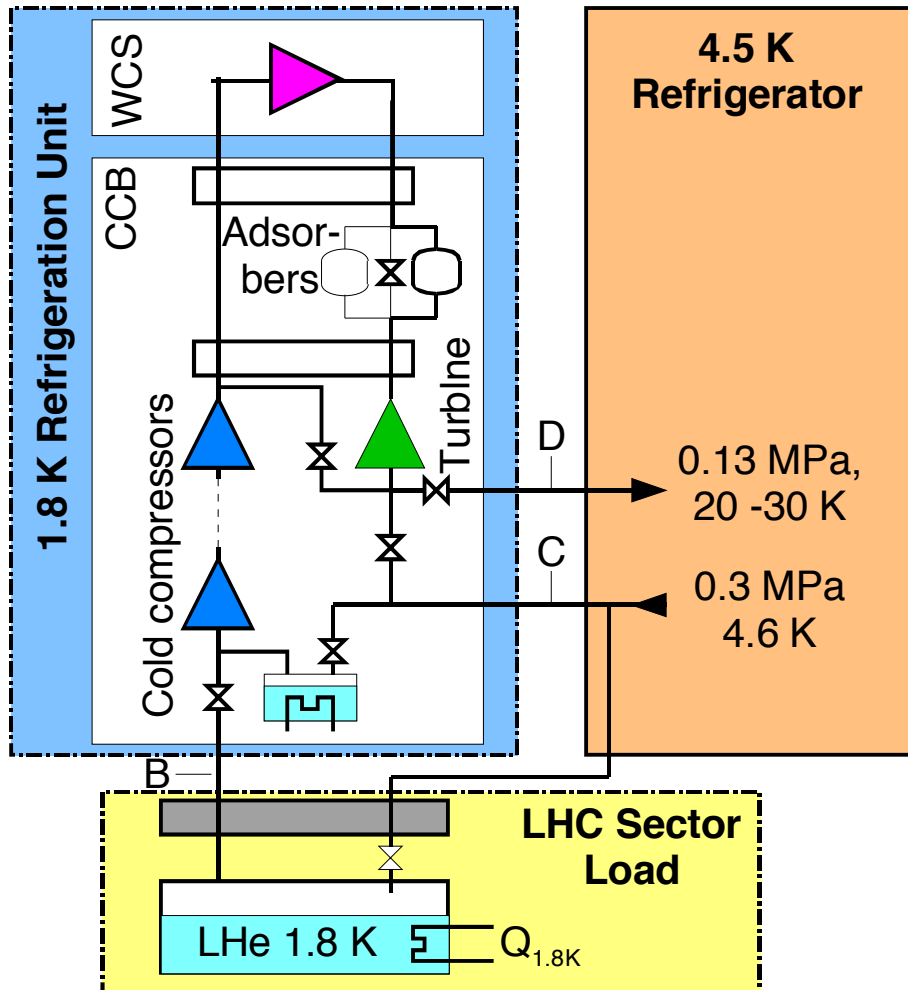 1.8 K Refrigeration Unit
WCS
CCB
Adsor-
bers
TurbIne
Cold compressors
4.5 K
Refrigerator
D
0.13 MPa,
20 -30 K
C
0.3 MPa
4.6 K
B
LHC Sector
Load
LHe 1.8 K
Q1.8K